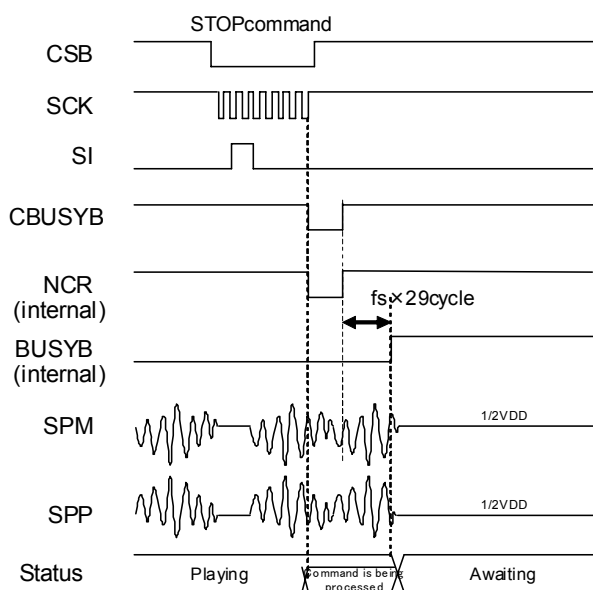 STOPcommand
CSB
SCK
SI
CBUSYB
NCR
(internal)
fs×29cycle
BUSYB
(internal)
SPM
1/2VDD
SPP
1/2VDD
Status
Playing
Command is being
processed
Awaiting